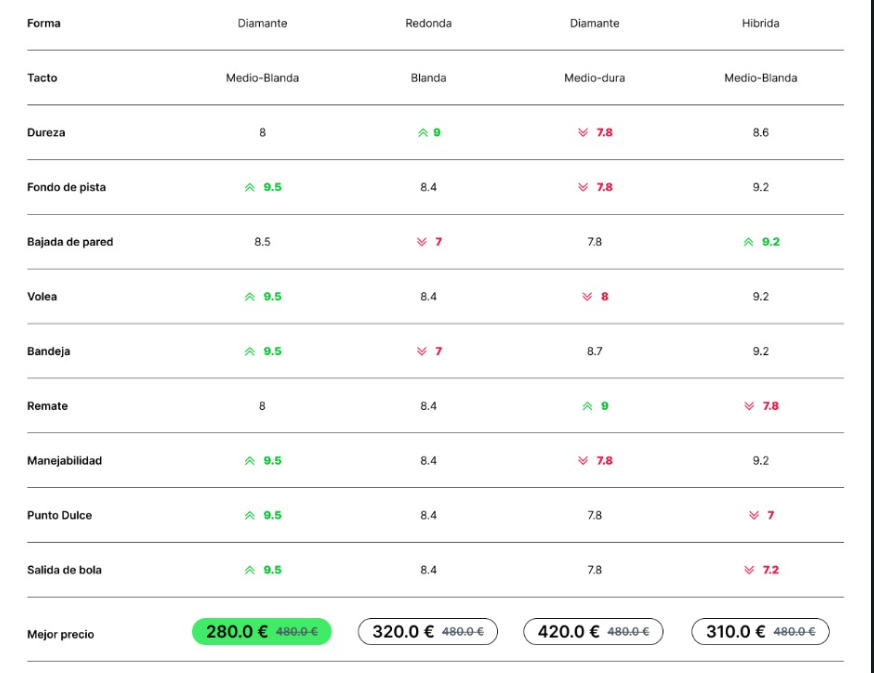 Forma Diamante Redonda Diamante Hibrida
Tacto Medio-Blanda Blanda Medio-dura Medio-Blanda
Dureza 8 9 7.8 8.6
Fondo de pista 9.5 8.4 7.8 9.2
Bajada de pared 8.5 7 7.8 9.2
Volea 9.5 8.4 8 9.2
Bandeja 9.5 7 8.7 9.2
Remate 8 8.4 9 7.8
Manejabilidad 9.5 8.4 7.8 9.2
Punto Dulce 9.5 8.4 7.8 7
Salida de bola 9.5 8.4 7.8 7.2
Mejor precio 280.0 € 480.0 € 320.0 € 480.0 € 420.0 € 480.0 € 310.0 € 480.0 €